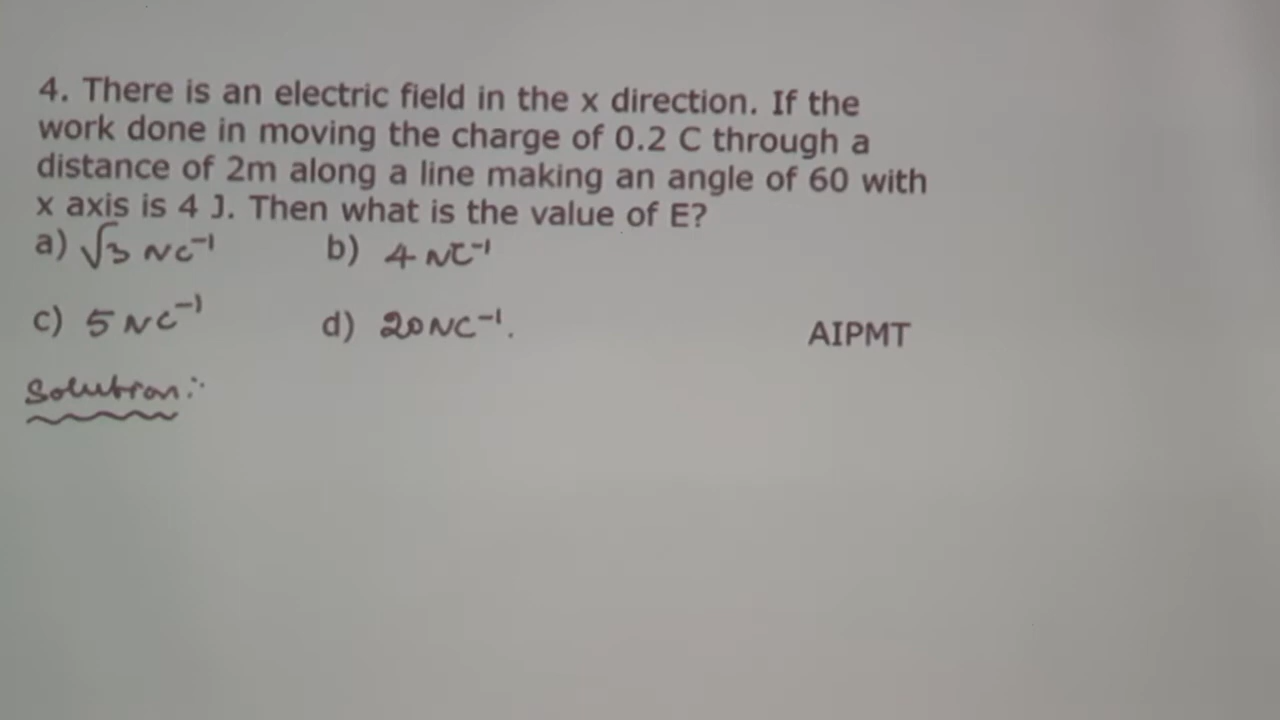 4. There is an electric field in the x direction. If the
work done in moving the charge of 0.2 C through a
distance of 2m along a line making an angle of 60 with
x axis is 4 J. Then what is the value of E?
a) √3 NC⁻¹ b) 4 NC⁻¹
c) 5 NC⁻¹ d) 20 NC⁻¹.
AIPMT
Solution:-